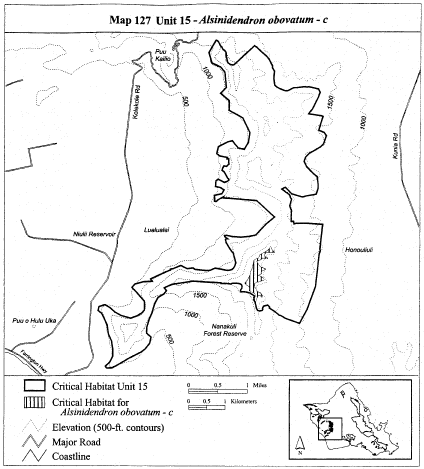 Map 127 Unit 15 - Alsinidendron obovatum - c
Puu
Kailio
1000
500
1500
1000
Kolekole Rd
Kunia Rd
Niulii Reservoir
Lualualei
Honouliuli
1500
1000
500
Puu o Hulu Uka
Nanakuli
Forest Reserve
Farrington Hwy
Critical Habitat Unit 15
Critical Habitat for
Alsinidendron obovatum - c
Elevation (500-ft. contours)
Major Road
Coastline
0 0.5 1 Miles
0 0.5 1 Kilometers
N